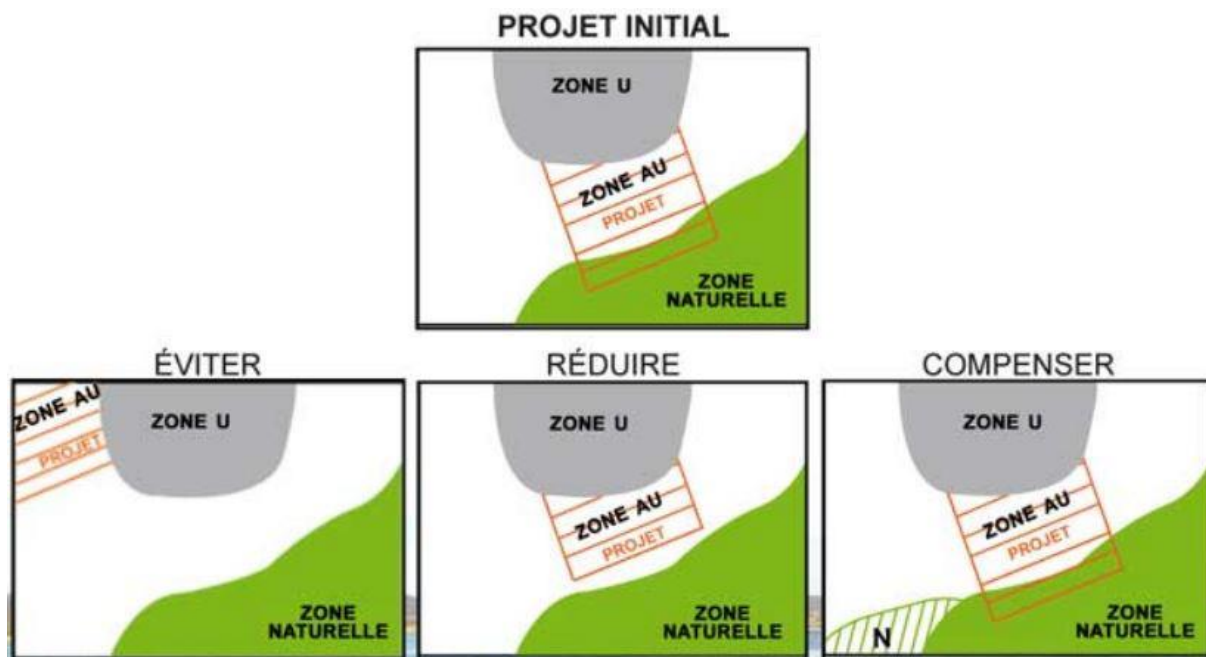 PROJET INITIAL
ZONE U
ZONE AU
PROJET
ZONE
NATURELLE
ÉVITER
ZONE AU
PROJET
ZONE U
ZONE
NATURELLE
RÉDUIRE
ZONE U
ZONE AU
PROJET
ZONE
NATURELLE
COMPENSER
ZONE U
ZONE AU
PROJET
N
ZONE
NATURELLE